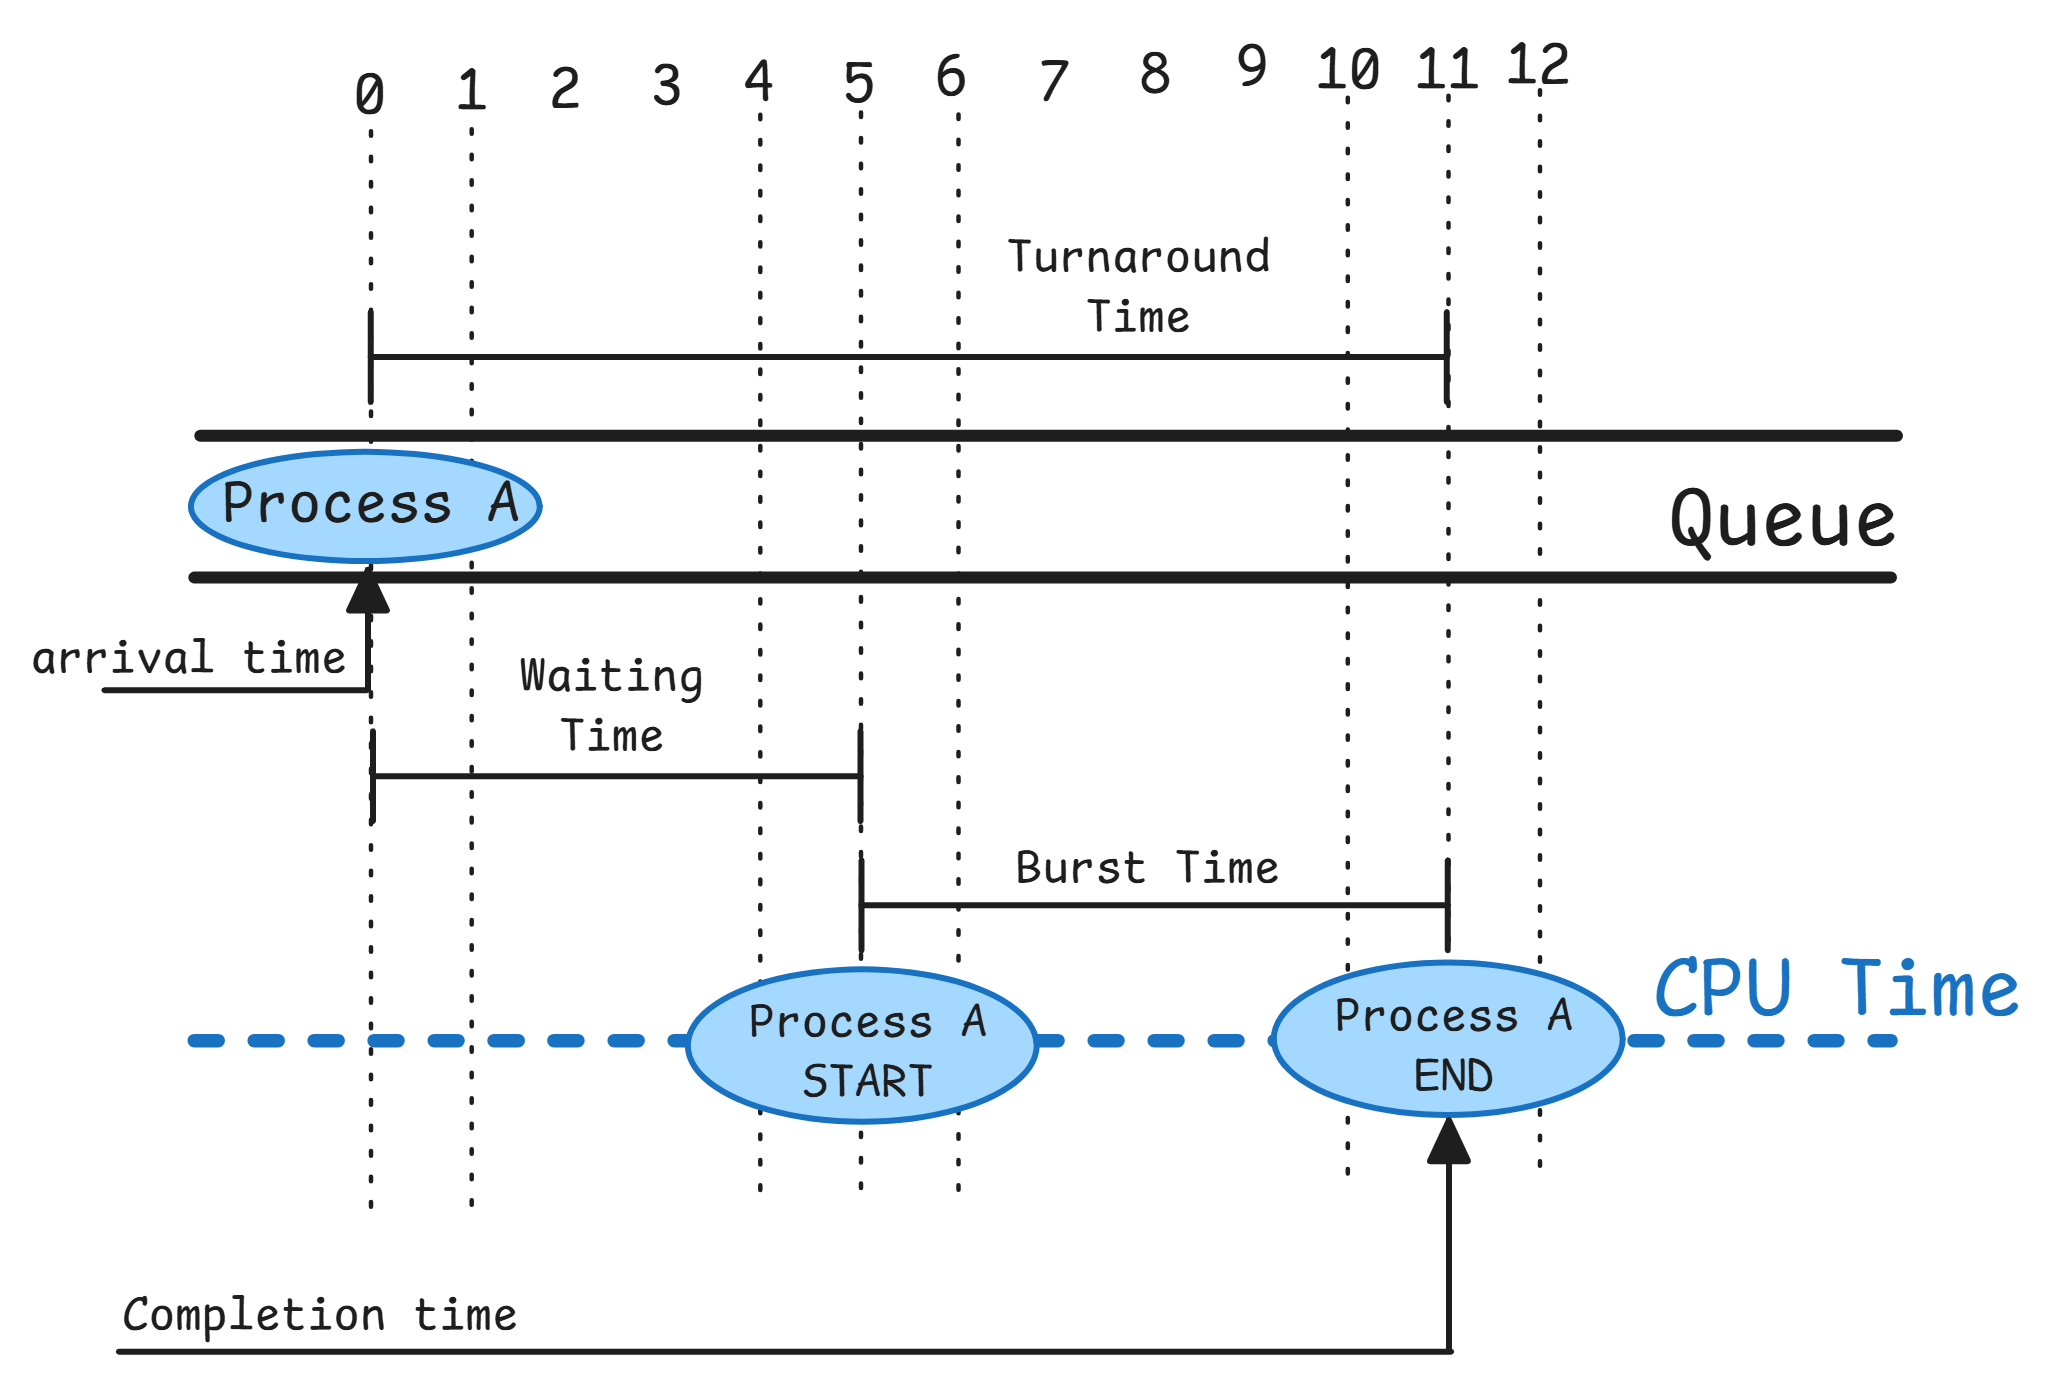 0 1 2 3 4 5 6 7 8 9 10 11 12
Turnaround
Time
Process A
Queue
arrival time
Waiting
Time
Burst Time
CPU Time
Process A
START
Process A
END
Completion time